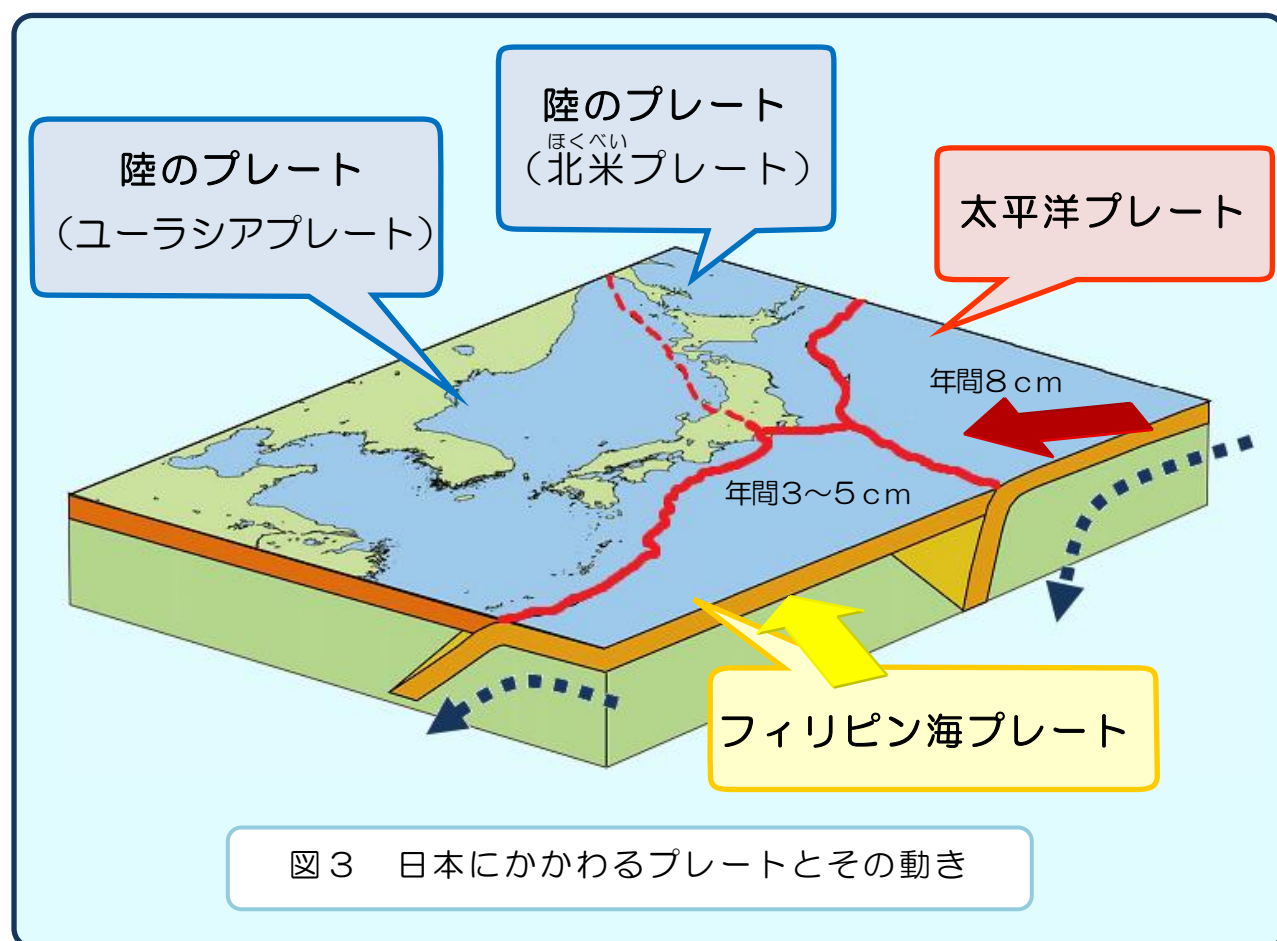 陸のプレート
(ユーラシアプレート)
陸のプレート
ほくべい
(北米プレート)
太平洋プレート
年間8cm
年間3~5cm
フィリピン海プレート
図3 日本にかかわるプレートとその動き